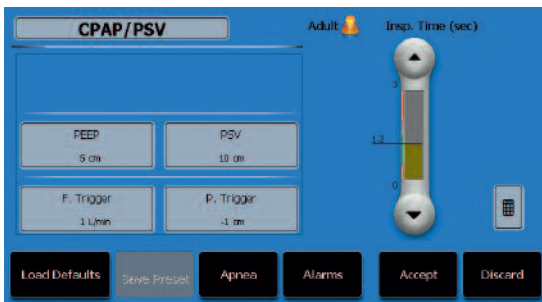 CPAP/PSV
Adult
Insp. Time (sec)
3
1.2
0
PEEP
5 cm
PSV
10 cm
F. Trigger
1 L/min
P. Trigger
-1 cm
Load Defaults
Save Preset
Apnea
Alarms
Accept
Discard